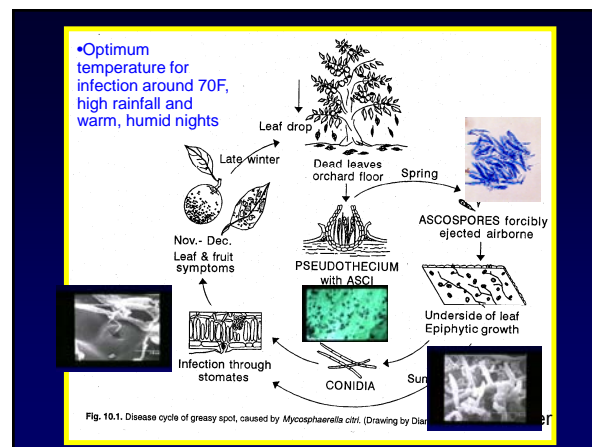 •Optimum
temperature for
infection around 70F,
high rainfall and
warm, humid nights
Leaf drop
Late winter
Dead leaves
orchard floor
Spring
ASCOSPORES forcibly
ejected airborne
Nov.- Dec.
Leaf & fruit
symptoms
PSEUDOTHECIUM
with ASCI
Underside of leaf
Epiphytic growth
Infection through
stomates
CONIDIA
Fig. 10.1. Disease cycle of greasy spot, caused by Mycosphaerella citri. (Drawing by